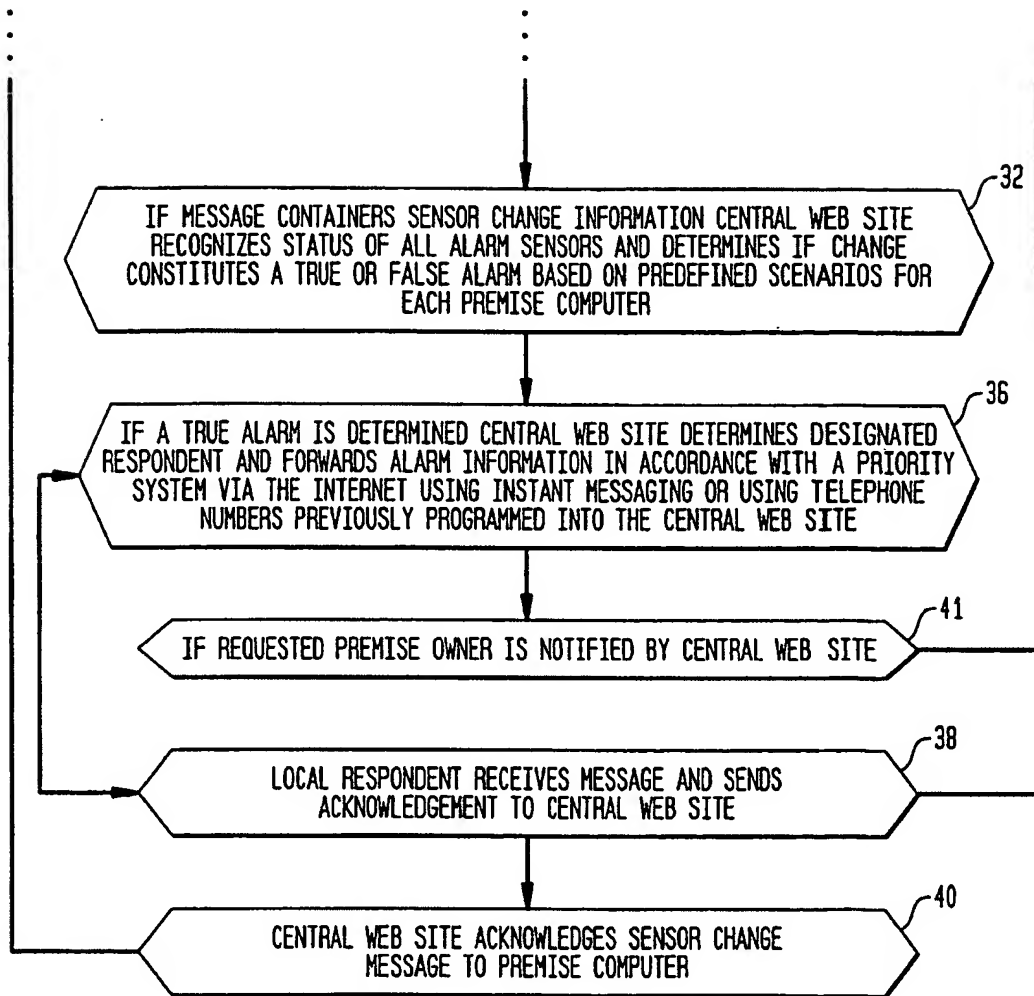 32
IF MESSAGE CONTAINERS SENSOR CHANGE INFORMATION CENTRAL WEB SITE
RECOGNIZES STATUS OF ALL ALARM SENSORS AND DETERMINES IF CHANGE
CONSTITUTES A TRUE OR FALSE ALARM BASED ON PREDEFINED SCENARIOS FOR
EACH PREMISE COMPUTER
36
IF A TRUE ALARM IS DETERMINED CENTRAL WEB SITE DETERMINES DESIGNATED
RESPONDENT AND FORWARDS ALARM INFORMATION IN ACCORDANCE WITH A PRIORITY
SYSTEM VIA THE INTERNET USING INSTANT MESSAGING OR USING TELEPHONE
NUMBERS PREVIOUSLY PROGRAMMED INTO THE CENTRAL WEB SITE
41
IF REQUESTED PREMISE OWNER IS NOTIFIED BY CENTRAL WEB SITE
38
LOCAL RESPONDENT RECEIVES MESSAGE AND SENDS
ACKNOWLEDGEMENT TO CENTRAL WEB SITE
40
CENTRAL WEB SITE ACKNOWLEDGES SENSOR CHANGE
MESSAGE TO PREMISE COMPUTER